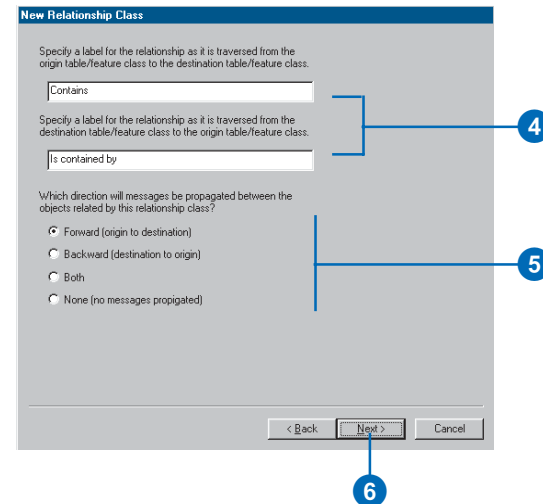 New Relationship Class
Specify a label for the relationship as it is traversed from the
origin table/feature class to the destination table/feature class.
Contains
Specify a label for the relationship as it is traversed from the
destination table/feature class to the origin table/feature class.
4
Is contained by
Which direction will messages be propagated between the
objects related by this relationship class?
Forward (origin to destination)
Backward (destination to origin)
5
Both
None (no messages propigated)
< Back
Next >
Cancel
6